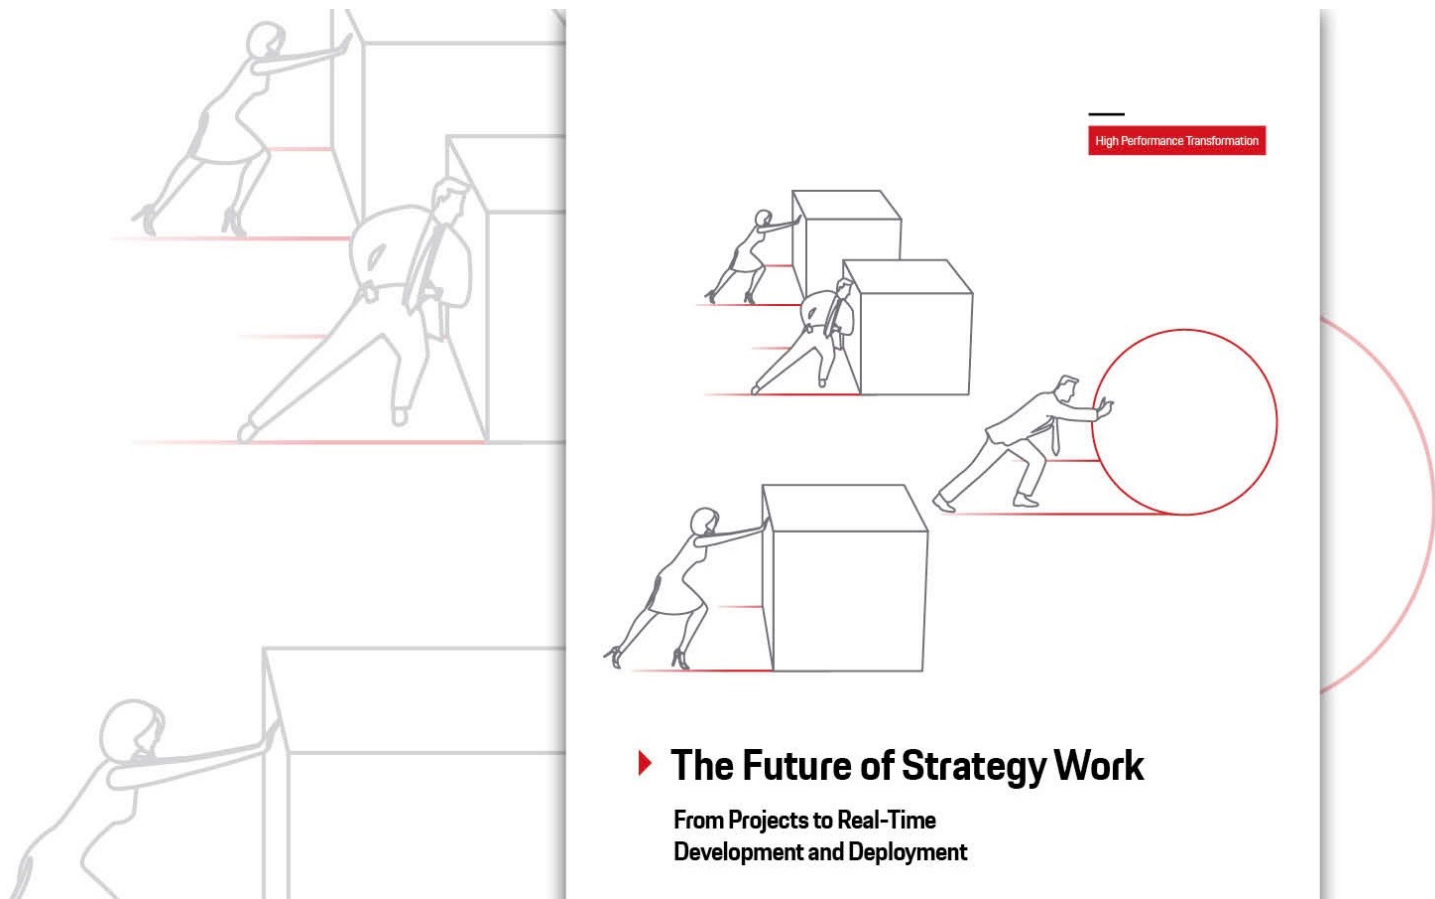 High Performance Transformation
The Future of Strategy Work
From Projects to Real-Time
Development and Deployment